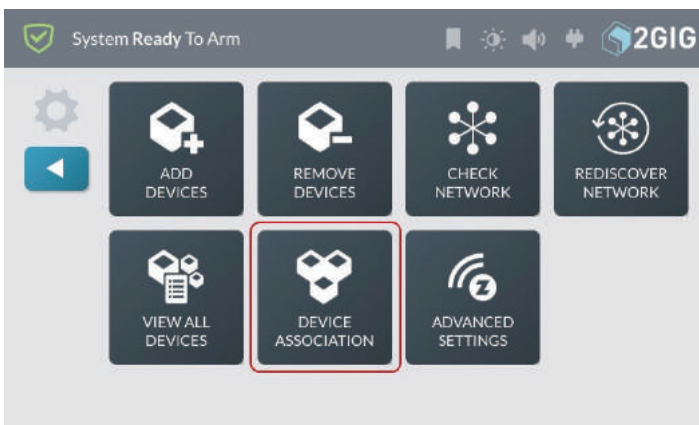 System Ready To Arm
2GIG
ADD
DEVICES
REMOVE
DEVICES
CHECK
NETWORK
REDISCOVER
NETWORK
VIEW ALL
DEVICES
DEVICE
ASSOCIATION
ADVANCED
SETTINGS